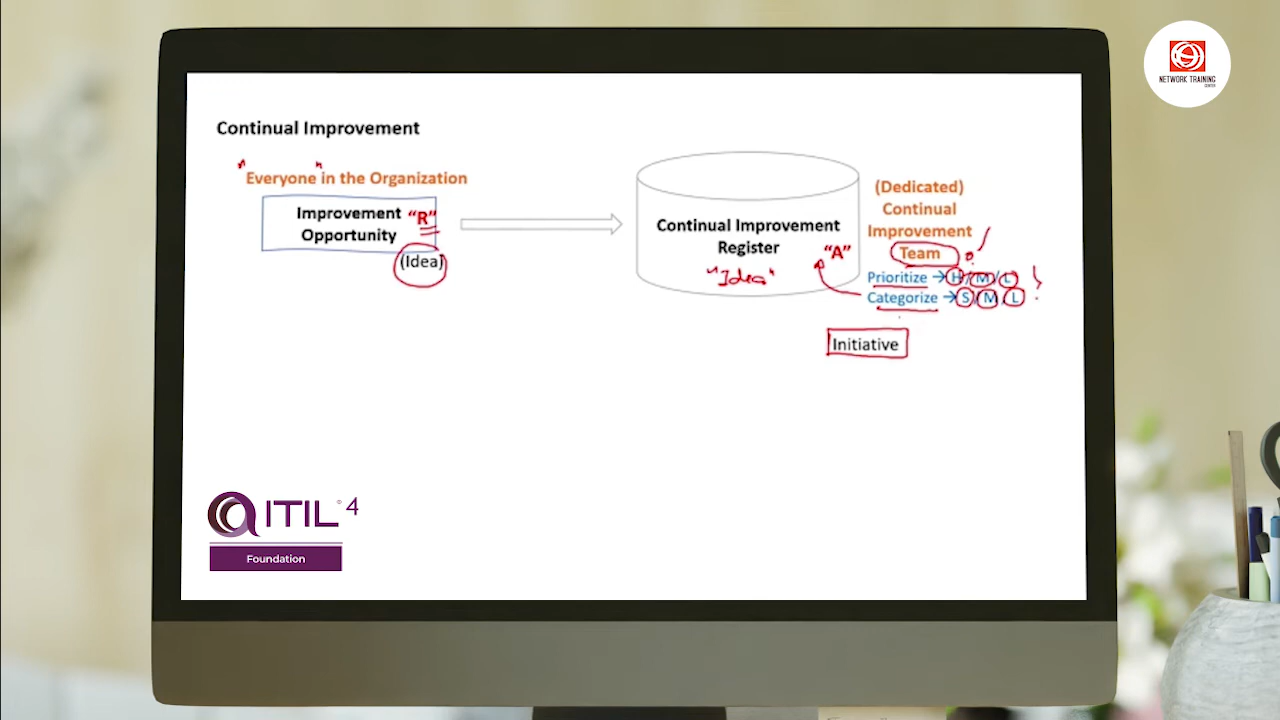 NETWORK TRAINING
CENTER
Continual Improvement
"Everyone" in the Organization
Improvement "R"
Opportunity
(Idea)
Continual Improvement
Register
"A"
"Idea"
(Dedicated)
Continual
Improvement
Team
Prioritize → H/M/L
Categorize → S/M/L
Initiative
ITIL® 4
Foundation